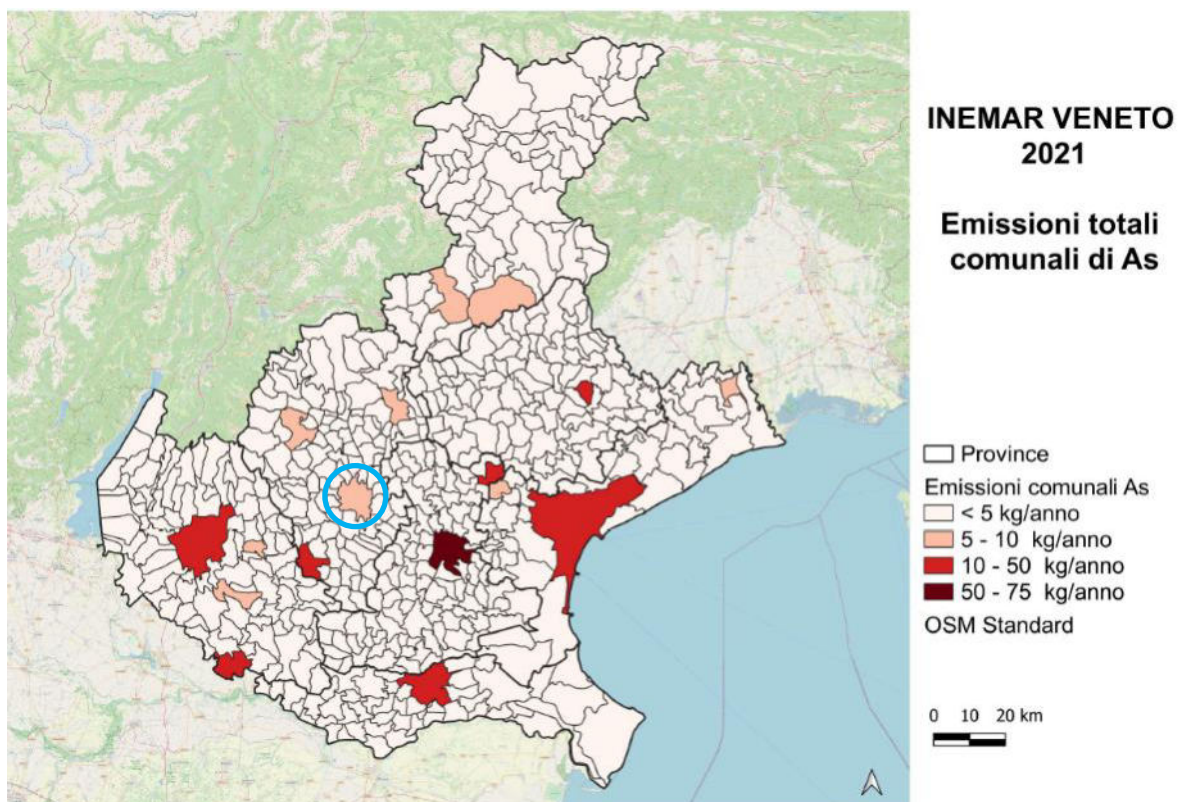 INEMAR VENETO
2021
Emissioni totali
comunali di As
Province
Emissioni comunali As
< 5 kg/anno
5 - 10 kg/anno
10 - 50 kg/anno
50 - 75 kg/anno
OSM Standard
0 10 20 km